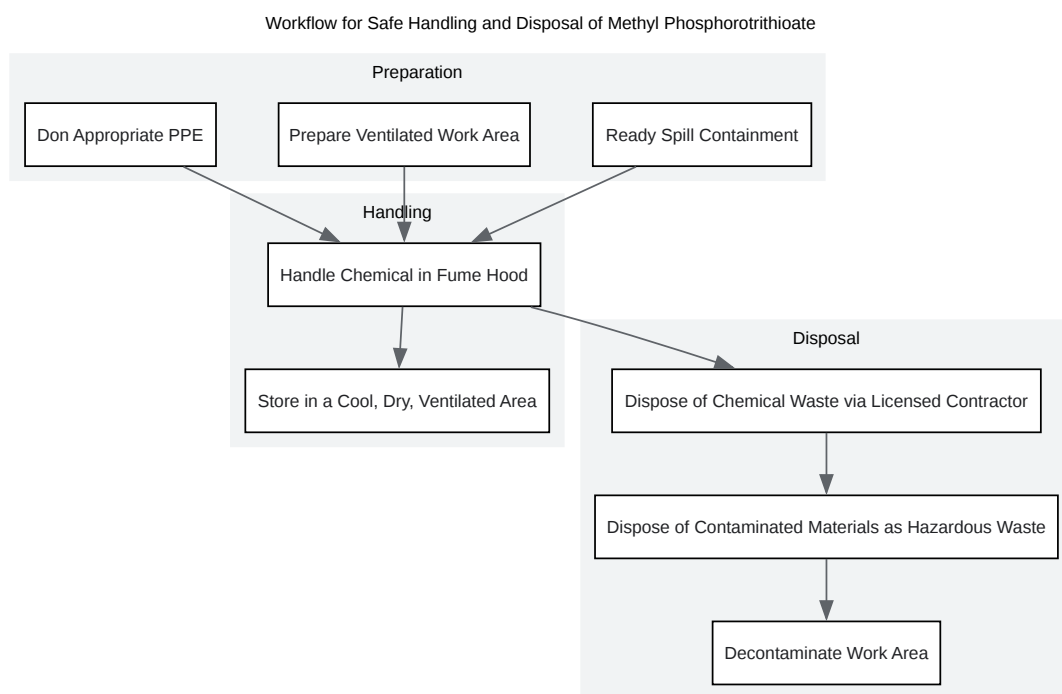 Workflow for Safe Handling and Disposal of Methyl Phosphorotrithioate
Preparation
Don Appropriate PPE
Prepare Ventilated Work Area
Ready Spill Containment
Handling
Handle Chemical in Fume Hood
Store in a Cool, Dry, Ventilated Area
Disposal
Dispose of Chemical Waste via Licensed Contractor
Dispose of Contaminated Materials as Hazardous Waste
Decontaminate Work Area